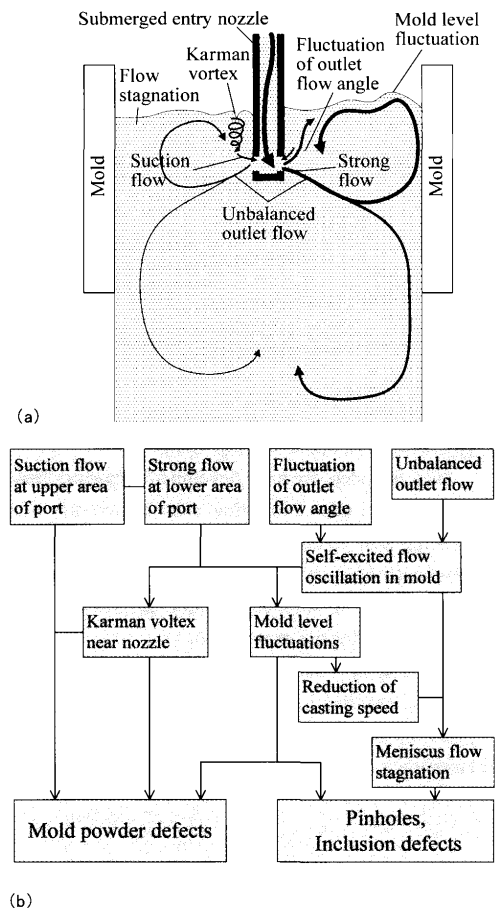 Submerged entry nozzle
Mold level
fluctuation
Karman
vortex
Fluctuation
of outlet
flow angle
Flow
stagnation
Mold
Suction
flow
Strong
flow
Mold
Unbalanced
outlet flow
(a)
Suction flow
at upper area
of port
Strong flow
at lower area
of port
Fluctuation
of outlet
flow angle
Unbalanced
outlet flow
Self-excited flow
oscillation in mold
Karman voltex
near nozzle
Mold level
fluctuations
Reduction of
casting speed
Meniscus flow
stagnation
Mold powder defects
Pinholes,
Inclusion defects
(b)